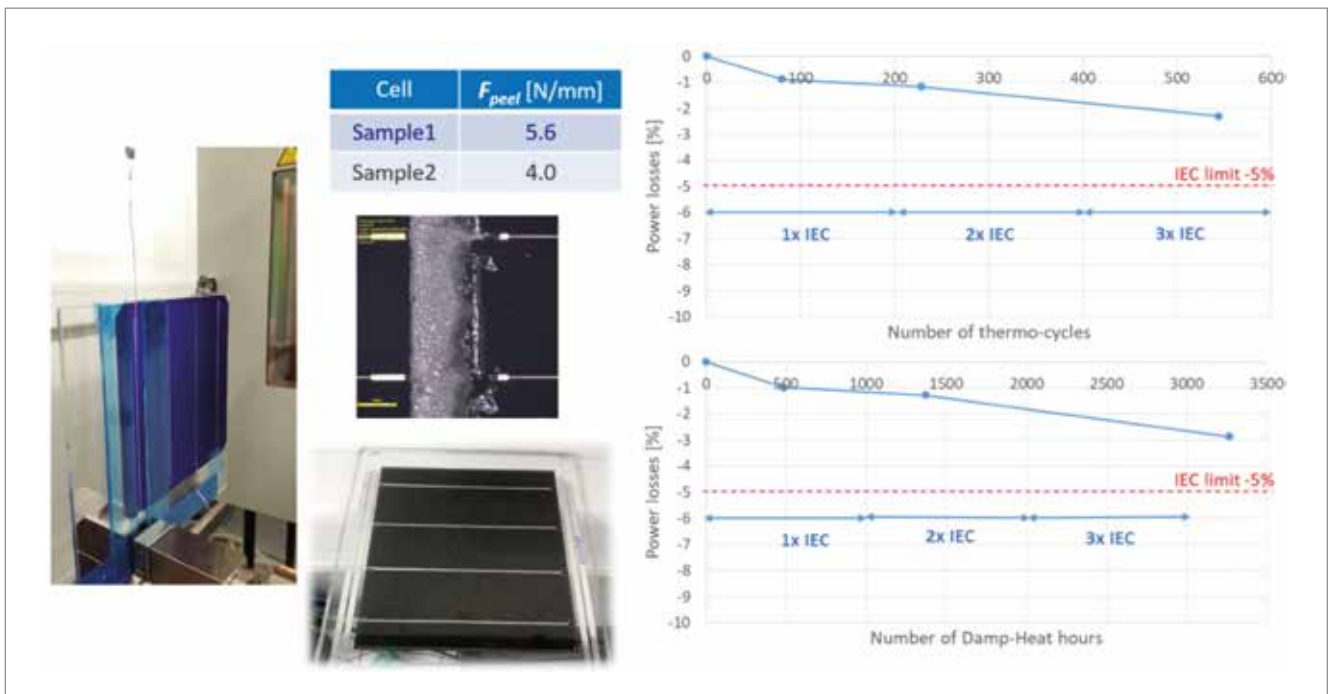 Cell F_peel [N/mm]
Sample1 5.6
Sample2 4.0
0
-1
-2
-3
-4
-5
-6
-7
-8
-9
-10
0 100 200 300 400 500 600
Power losses [%]
IEC limit -5%
1x IEC 2x IEC 3x IEC
Number of thermo-cycles
0
-1
-2
-3
-4
-5
-6
-7
-8
-9
-10
0 500 1000 1500 2000 2500 3000 3500
Power losses [%]
IEC limit -5%
1x IEC 2x IEC 3x IEC
Number of Damp-Heat hours